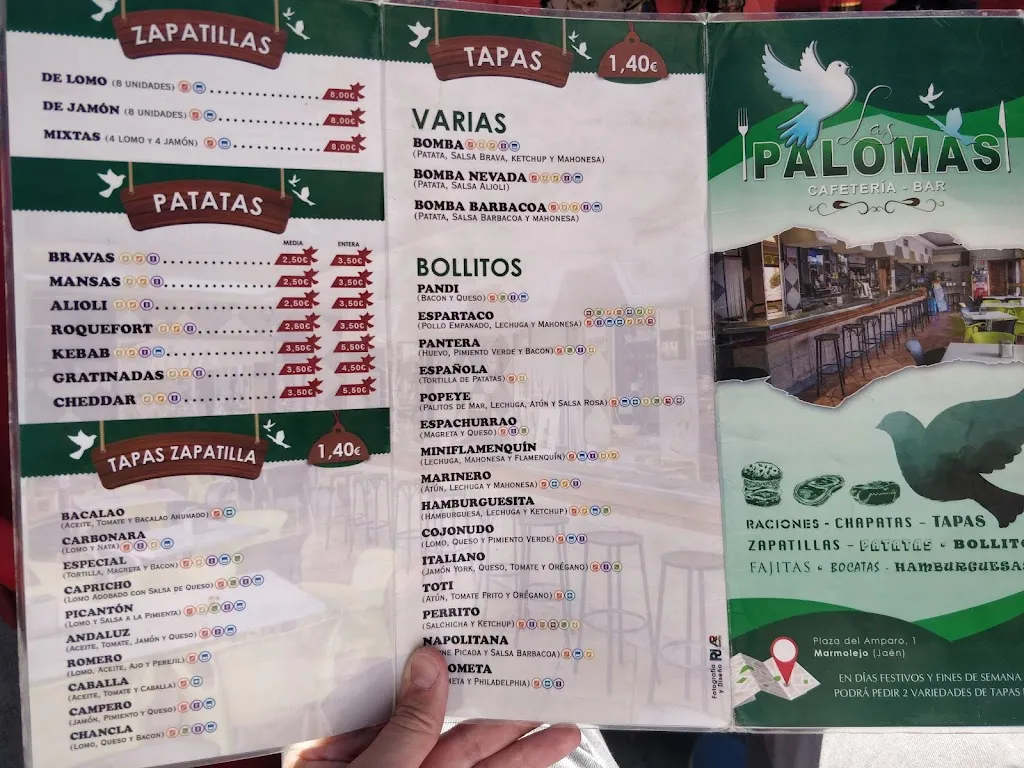 ZAPATILLAS
DE LOMO (8 UNIDADES) 8,00€
DE JAMÓN (8 UNIDADES) 8,00€
MIXTAS (4 LOMO Y 4 JAMÓN) 8,00€
PATATAS
MEDIA ENTERA
BRAVAS 2,50€ 3,50€
MANSAS 2,50€ 3,50€
ALIOLI 2,50€ 3,50€
ROQUEFORT 2,50€ 3,50€
KEBAB 3,50€ 5,50€
GRATINADAS 3,50€ 4,50€
CHEDDAR 3,50€ 5,50€
TAPAS ZAPATILLA 1,40€
BACALAO
(ACEITE, TOMATE Y BACALAO AHUMADO)
CARBONARA
(LOMO Y NATA)
ESPECIAL
(TORTILLA, MAGRETA Y BACON)
CAPRICHO
(LOMO ADOBADO CON SALSA DE QUESO)
PICANTÓN
(LOMO Y SALSA A LA PIMIENTA)
ANDALUZ
(ACEITE, TOMATE, JAMÓN Y QUESO)
ROMERO
(LOMO, ACEITE, AJO Y PEREJIL)
CABALLA
(ACEITE, TOMATE Y CABALLA)
CAMPERO
(JAMÓN, PIMIENTO Y QUESO)
CHANCLA
(LOMO, QUESO Y BACON)
TAPAS 1,40€
VARIAS
BOMBA
(PATATA, SALSA BRAVA, KETCHUP Y MAHONESA)
BOMBA NEVADA
(PATATA, SALSA ALIOLI)
BOMBA BARBACOA
(PATATA, SALSA BARBACOA Y MAHONESA)
BOLLITOS
PANDI
(BACON Y QUESO)
ESPARTACO
(POLLO EMPANADO, LECHUGA Y MAHONESA)
PANTERA
(HUEVO, PIMIENTO VERDE Y BACON)
ESPAÑOLA
(TORTILLA DE PATATAS)
POPEYE
(PALITOS DE MAR, LECHUGA, ATÚN Y SALSA ROSA)
ESPACHURRAO
(MAGRETA Y QUESO)
MINIFLAMENQUÍN
(LECHUGA, MAHONESA Y FLAMENQUÍN)
MARINERO
(ATÚN, LECHUGA Y MAHONESA)
HAMBURGUESITA
(HAMBURGUESA, LECHUGA Y KETCHUP)
COJONUDO
(LOMO, QUESO Y PIMIENTO VERDE)
ITALIANO
(JAMÓN YORK, QUESO, TOMATE Y ORÉGANO)
TOTI
(ATÚN, TOMATE FRITO Y ORÉGANO)
PERRITO
(SALCHICHA Y KETCHUP)
NAPOLITANA
NE PICADA Y SALSA BARBACOA)
OMETA
META Y PHILADELPHIA)
Fotografía
y Diseño
Las
PALOMAS
CAFETERÍA - BAR
RACIONES - CHAPATAS - TAPAS
ZAPATILLAS - PATATAS - BOLLITO
FAJITAS - BOCATAS - HAMBURGUESAS
Plaza del Amparo, 1
Marmolejo (Jaén)
EN DÍAS FESTIVOS Y FINES DE SEMANA
PODRÁ PEDIR 2 VARIEDADES DE TAPAS